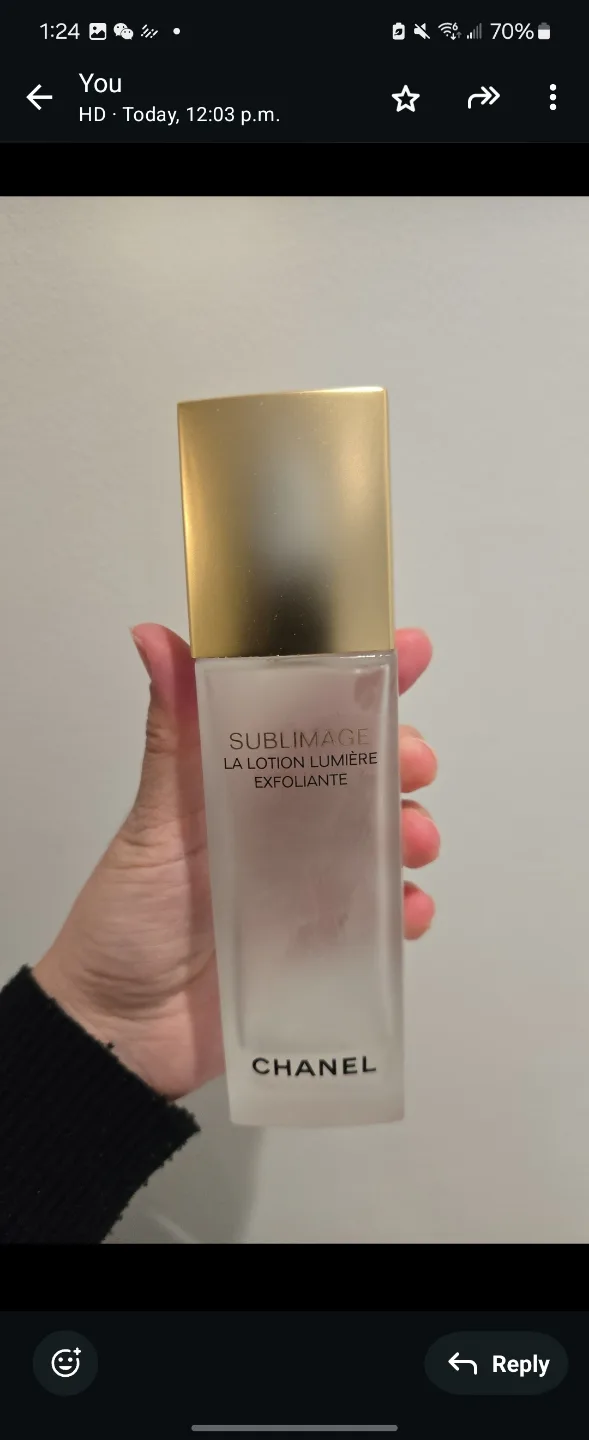 1:24
70%
You
HD · Today, 12:03 p.m.
SUBLIMAGE
LA LOTION LUMIÈRE
EXFOLIANTE
CHANEL
Reply